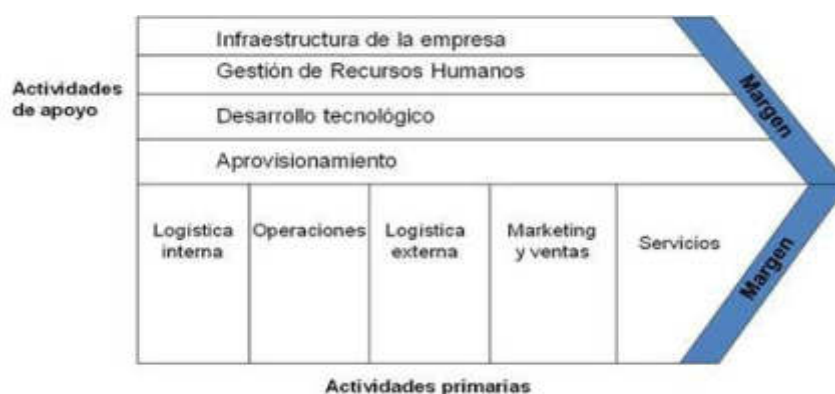 Infraestructura de la empresa
Gestión de Recursos Humanos
Actividades
de apoyo
Desarrollo tecnológico
Aprovisionamiento
Margen
Logística
interna
Operaciones
Logística
externa
Marketing
y ventas
Servicios
Margen
Actividades primarias